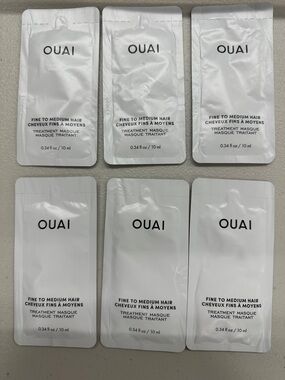 OUAI
FINE TO MEDIUM HAIR
CHEVEUX FINS À MOYENS
TREATMENT MASQUE
MASQUE TRAITANT
0.34 fl oz / 10 ml
OUAI
FINE TO MEDIUM HAIR
CHEVEUX FINS À MOYENS
TREATMENT MASQUE
MASQUE TRAITANT
0.34 fl oz / 10 ml
OUAI
FINE TO MEDIUM HAIR
CHEVEUX FINS À MOYENS
TREATMENT MASQUE
MASQUE TRAITANT
0.34 fl oz / 10 ml
OUAI
FINE TO MEDIUM HAIR
CHEVEUX FINS À MOYENS
TREATMENT MASQUE
MASQUE TRAITANT
0.34 fl oz / 10 ml
OUAI
FINE TO MEDIUM HAIR
CHEVEUX FINS À MOYENS
TREATMENT MASQUE
MASQUE TRAITANT
0.34 fl oz / 10 ml
OUAI
FINE TO MEDIUM HAIR
CHEVEUX FINS À MOYENS
TREATMENT MASQUE
MASQUE TRAITANT
0.34 fl oz / 10 ml